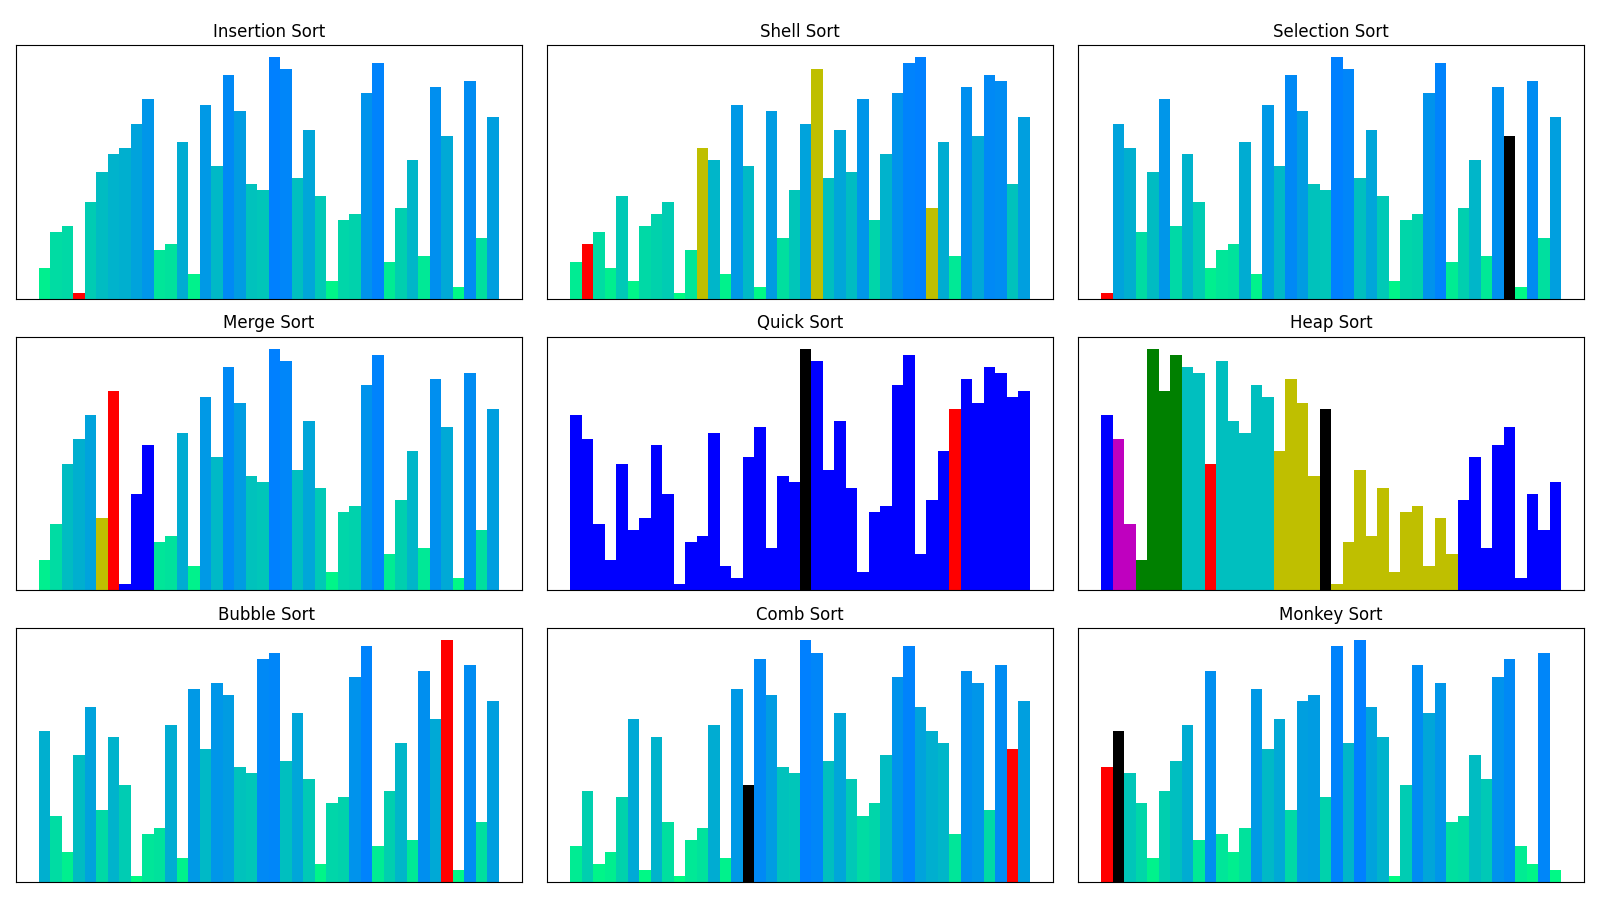 Insertion Sort
Shell Sort
Selection Sort
Merge Sort
Quick Sort
Heap Sort
Bubble Sort
Comb Sort
Monkey Sort